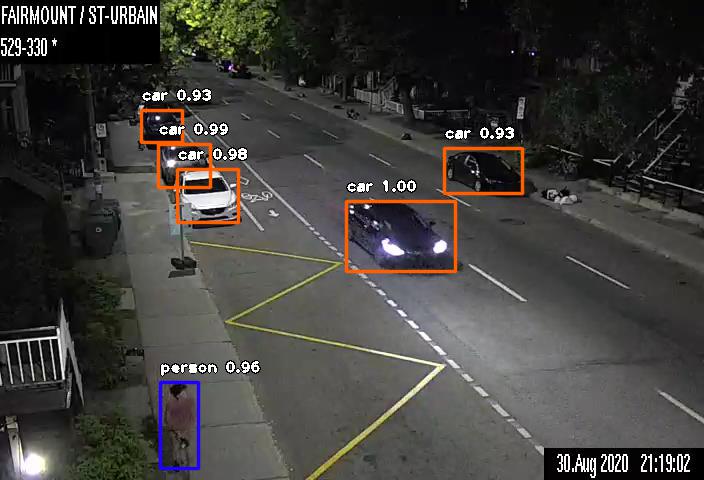 FAIRMOUNT / ST-URBAIN
529-330 *
car 0.93
car 0.99
car 0.98
car 0.93
car 1.00
person 0.96
30.Aug 2020 21:19:02